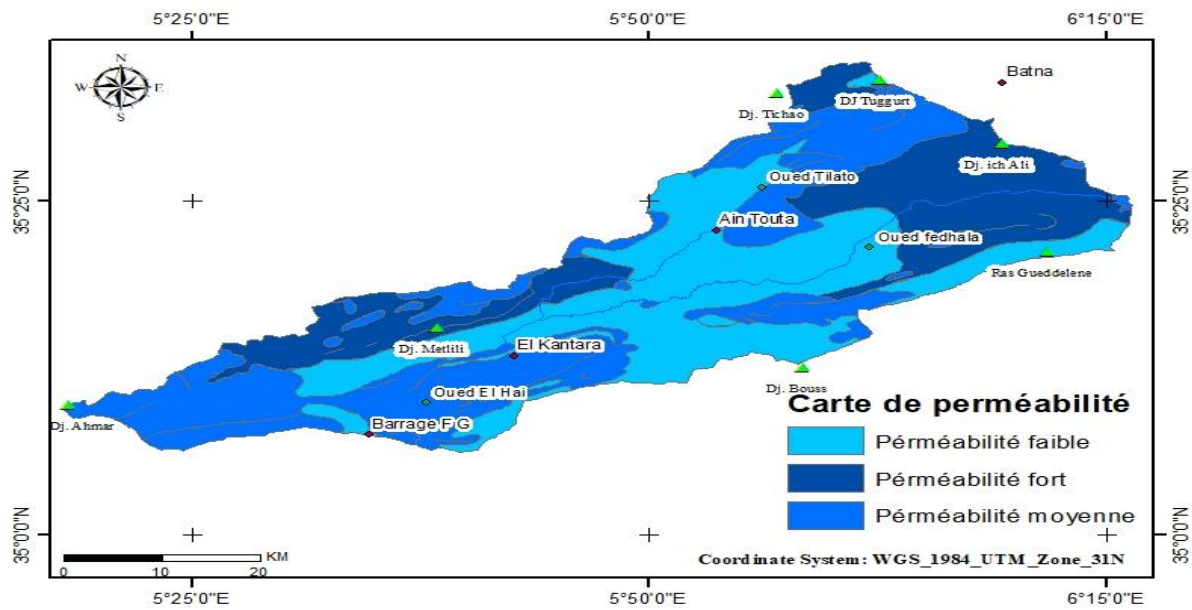 5°25'0"E 5°50'0"E 6°15'0"E
N
W E
S
Batna
DJ Tuggurt
Dj. Tichao
Dj. ich Ali
Oued Tilato
35°25'0"N 35°25'0"N
Ain Touta
Oued fedhala
Ras Gueddelene
Dj. Metlili
El Kantara
Dj. Bouss
Oued El Hai
Dj. Ahmar
Barrage F G
Carte de perméabilité
Pérméabilité faible
Pérméabilité fort
Pérméabilité moyenne
35°0'0"N 35°0'0"N
KM
0 10 20
Coordinate System: WGS_1984_UTM_Zone_31N
5°25'0"E 5°50'0"E 6°15'0"E